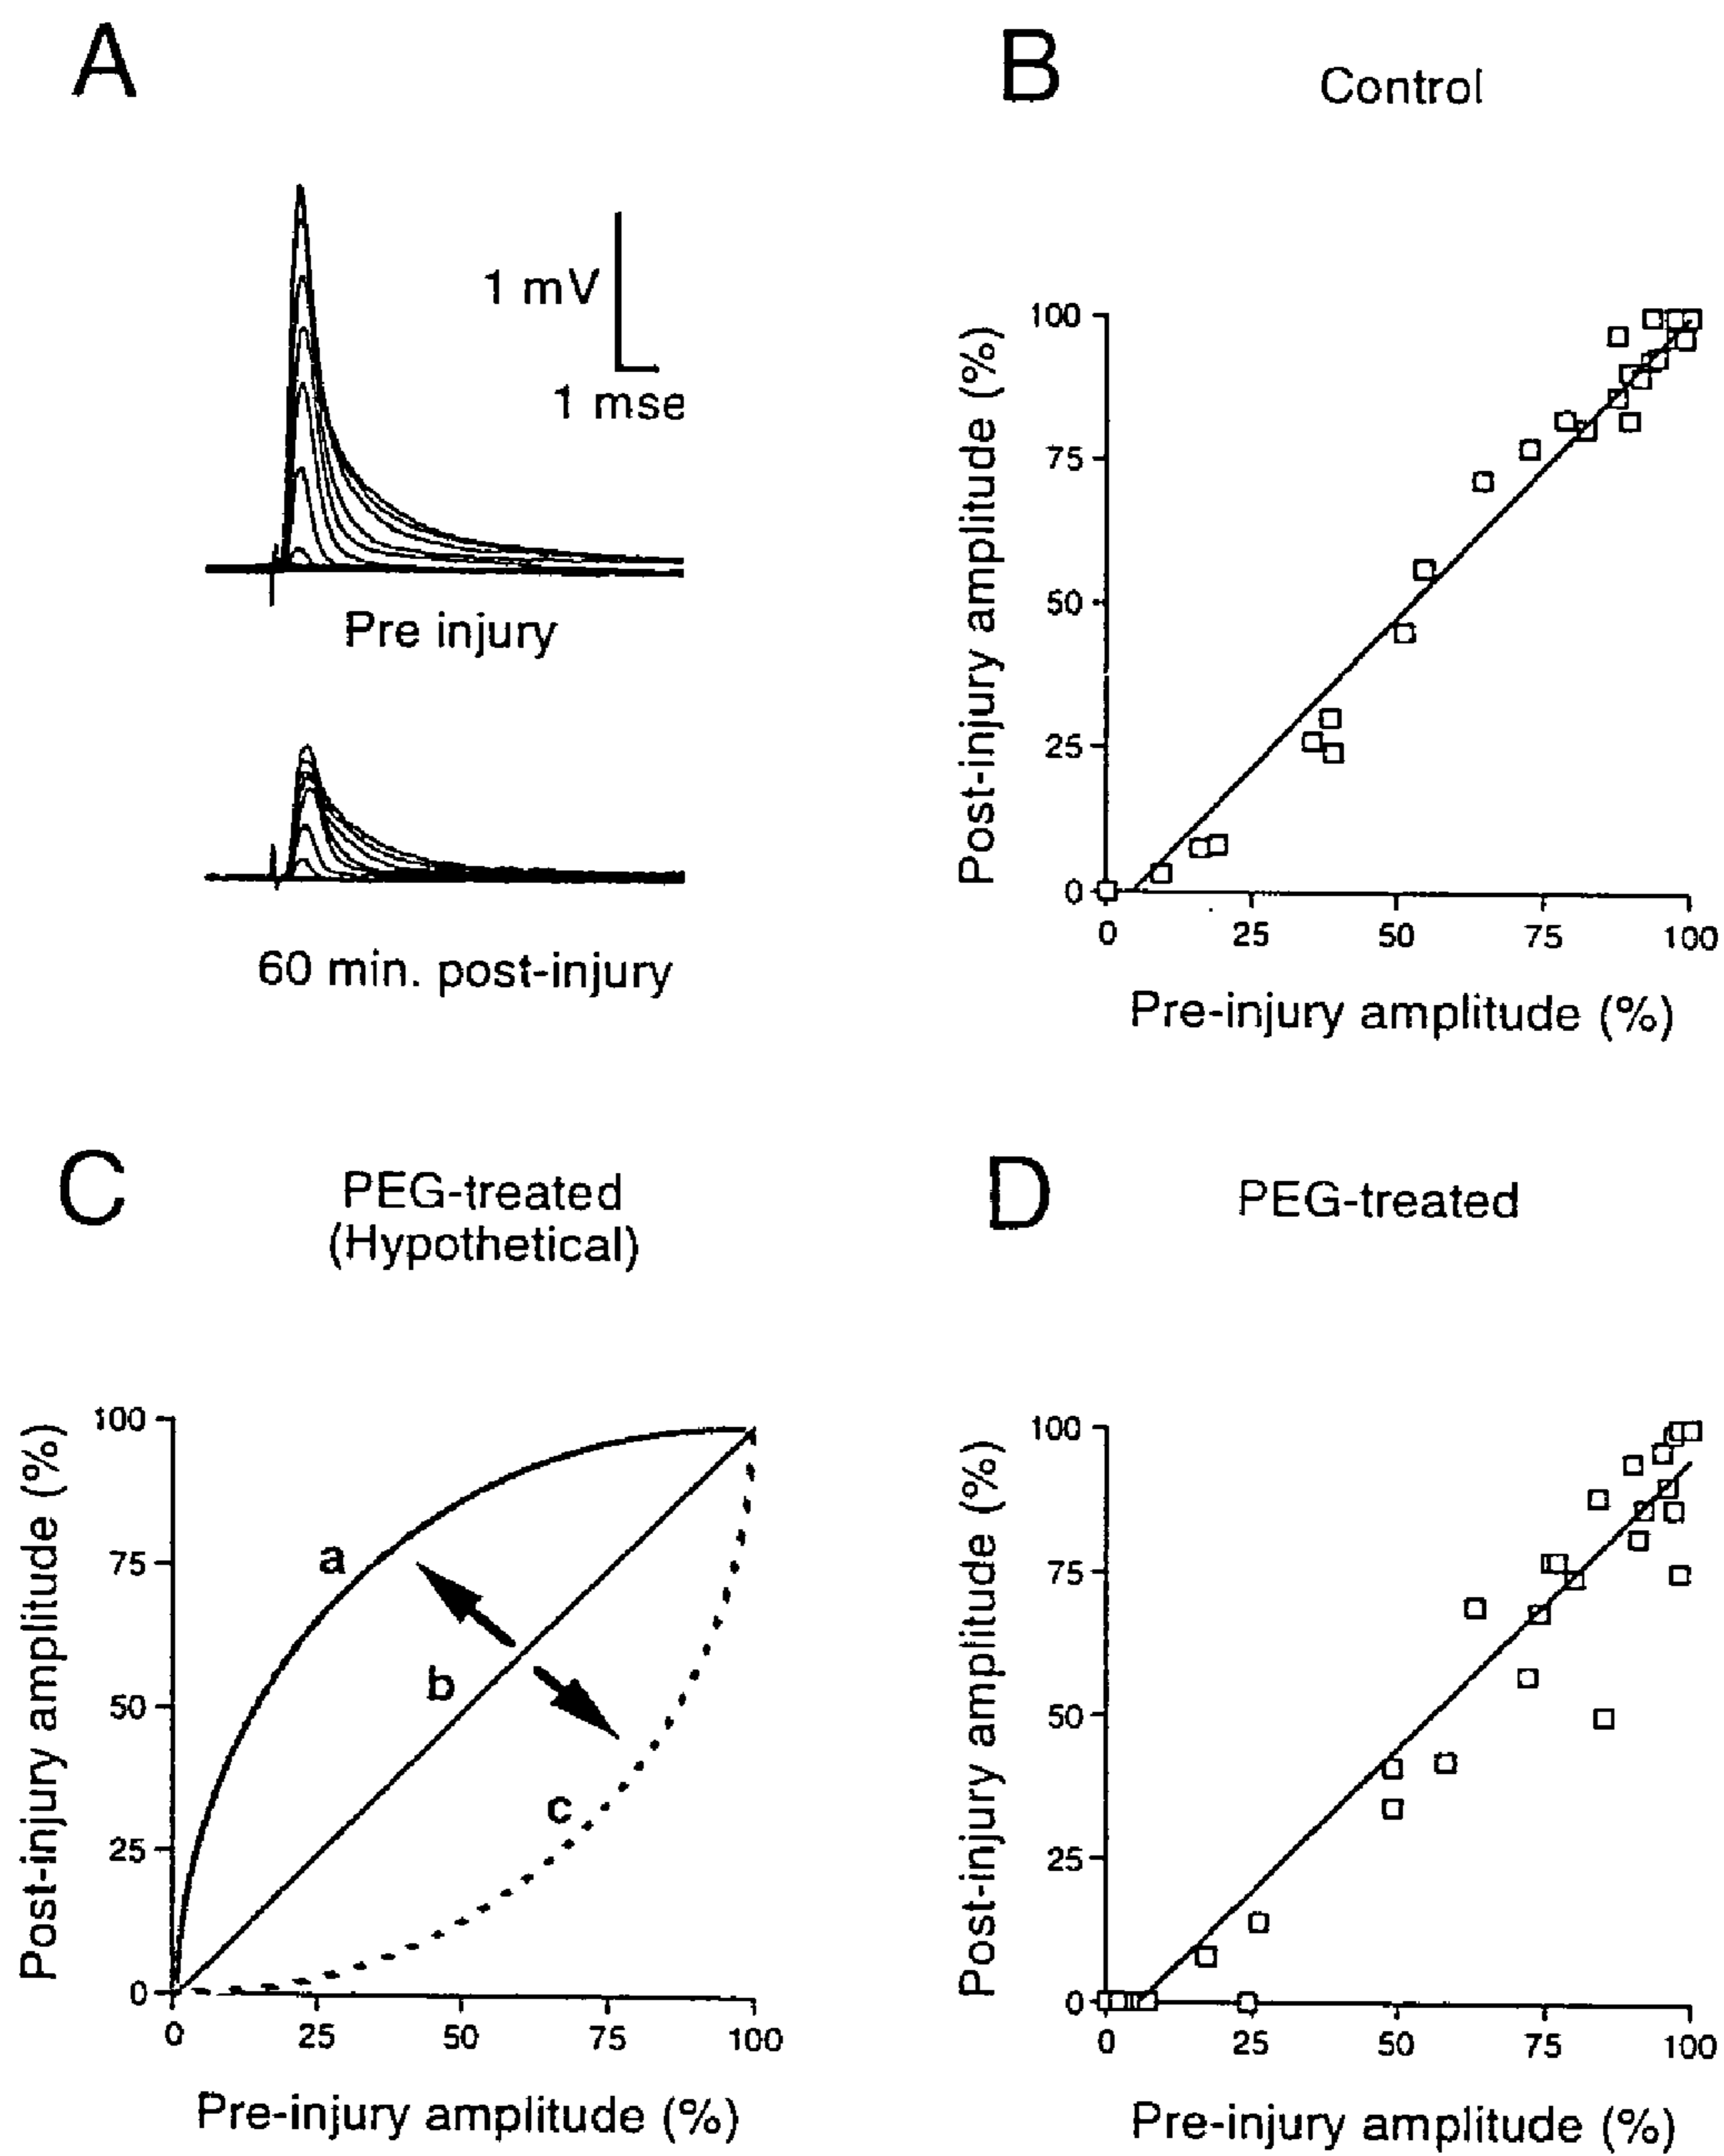 A
1 mV
1 mse
Pre injury
60 min. post-injury
B
Control
Post-injury amplitude (%)
100
75
50
25
0
0 25 50 75 100
Pre-injury amplitude (%)
C
PEG-treated
(Hypothetical)
Post-injury amplitude (%)
100
75
50
25
0
a
b
c
0 25 50 75 100
Pre-injury amplitude (%)
D
PEG-treated
Post-injury amplitude (%)
100
75
50
25
0
0 25 50 75 100
Pre-injury amplitude (%)